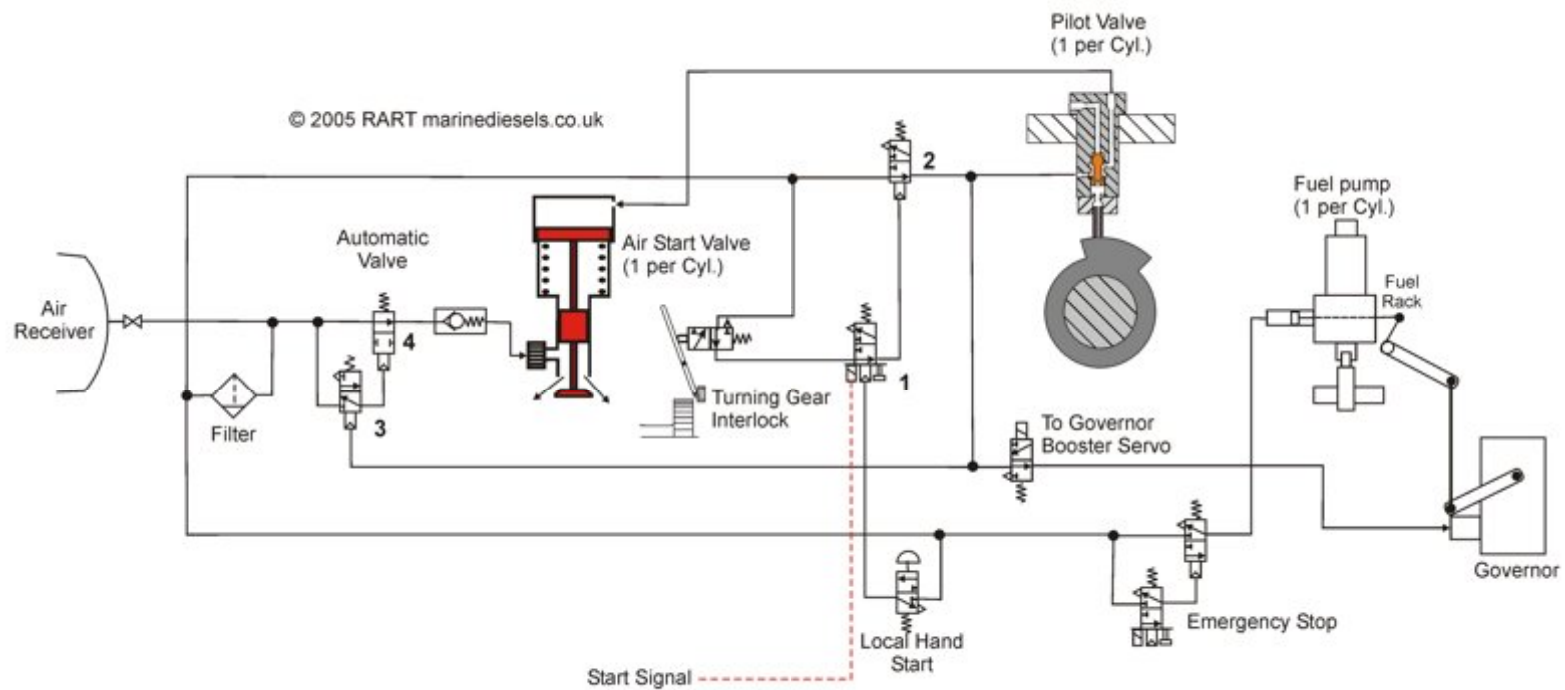 Pilot Valve
(1 per Cyl.)
© 2005 RART marinediesels.co.uk
2
Fuel pump
(1 per Cyl.)
Automatic
Valve
Air Start Valve
(1 per Cyl.)
Fuel
Rack
Air
Receiver
4
1
Turning Gear
Interlock
Filter
3
To Governor
Booster Servo
Governor
Emergency Stop
Local Hand
Start
Start Signal